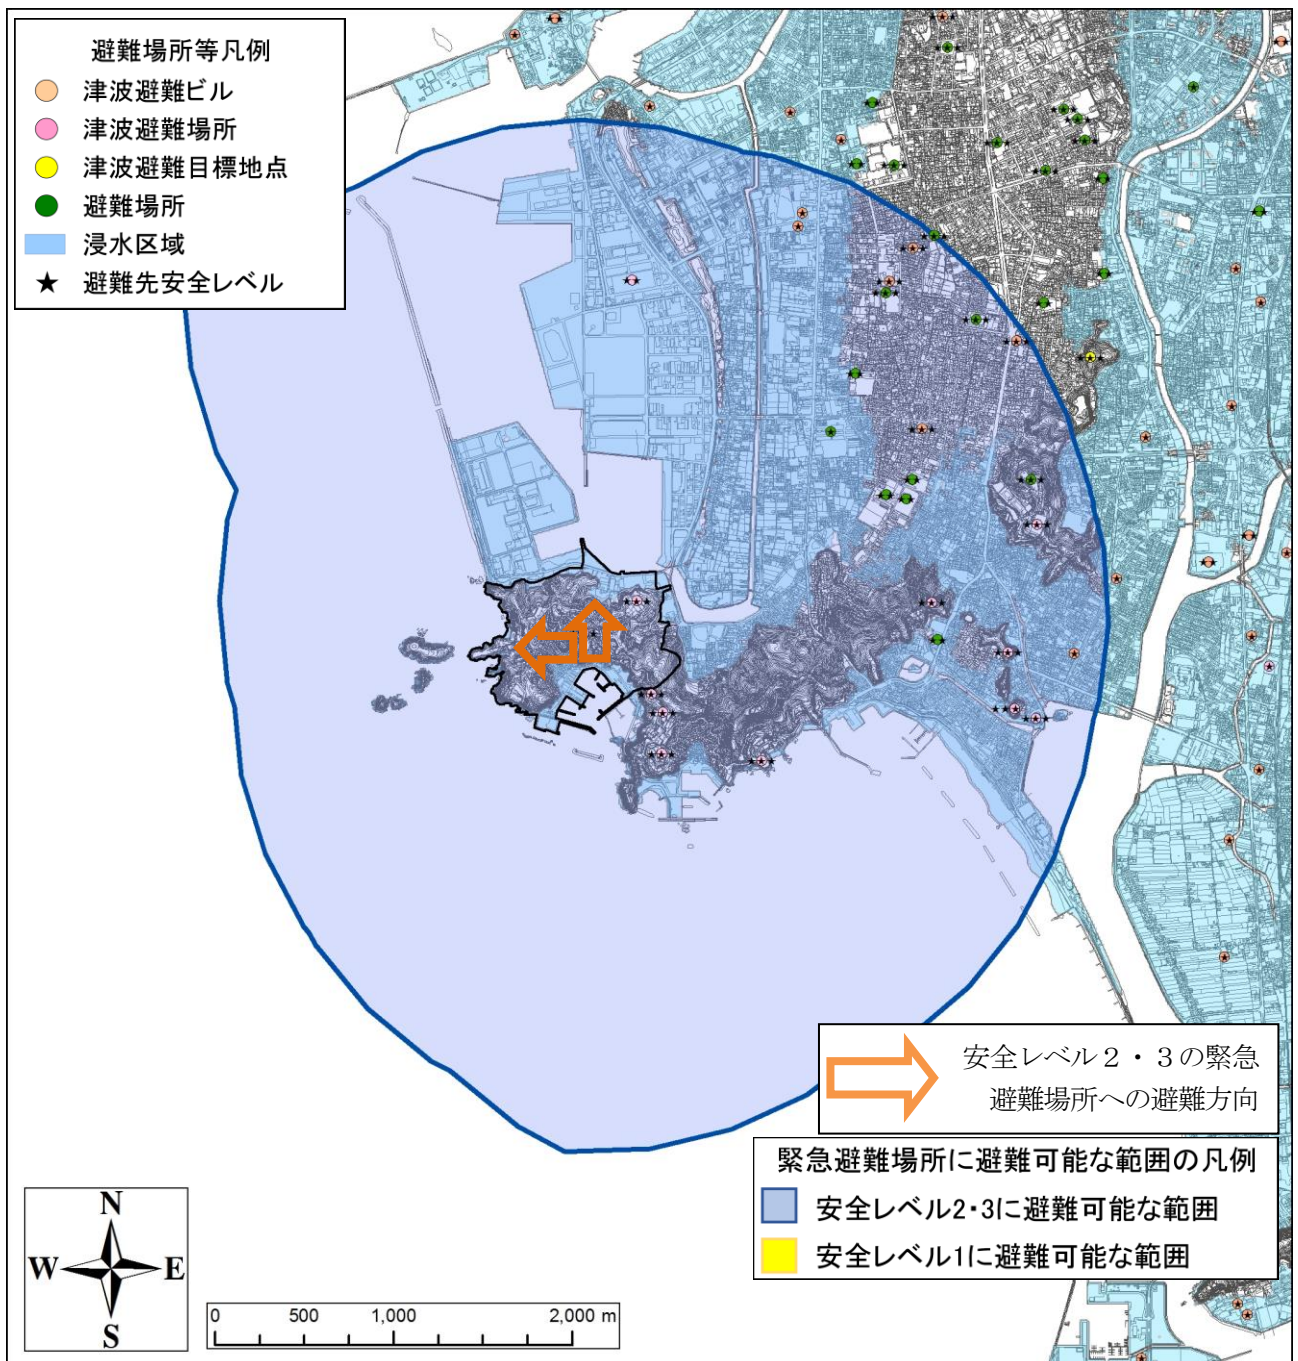 避難場所等凡例
津波避難ビル
津波避難場所
津波避難目標地点
避難場所
浸水区域
★ 避難先安全レベル
安全レベル２・３の緊急
避難場所への避難方向
緊急避難場所に避難可能な範囲の凡例
安全レベル2・3に避難可能な範囲
安全レベル1に避難可能な範囲
N
W E
S
0 500 1,000 2,000 m